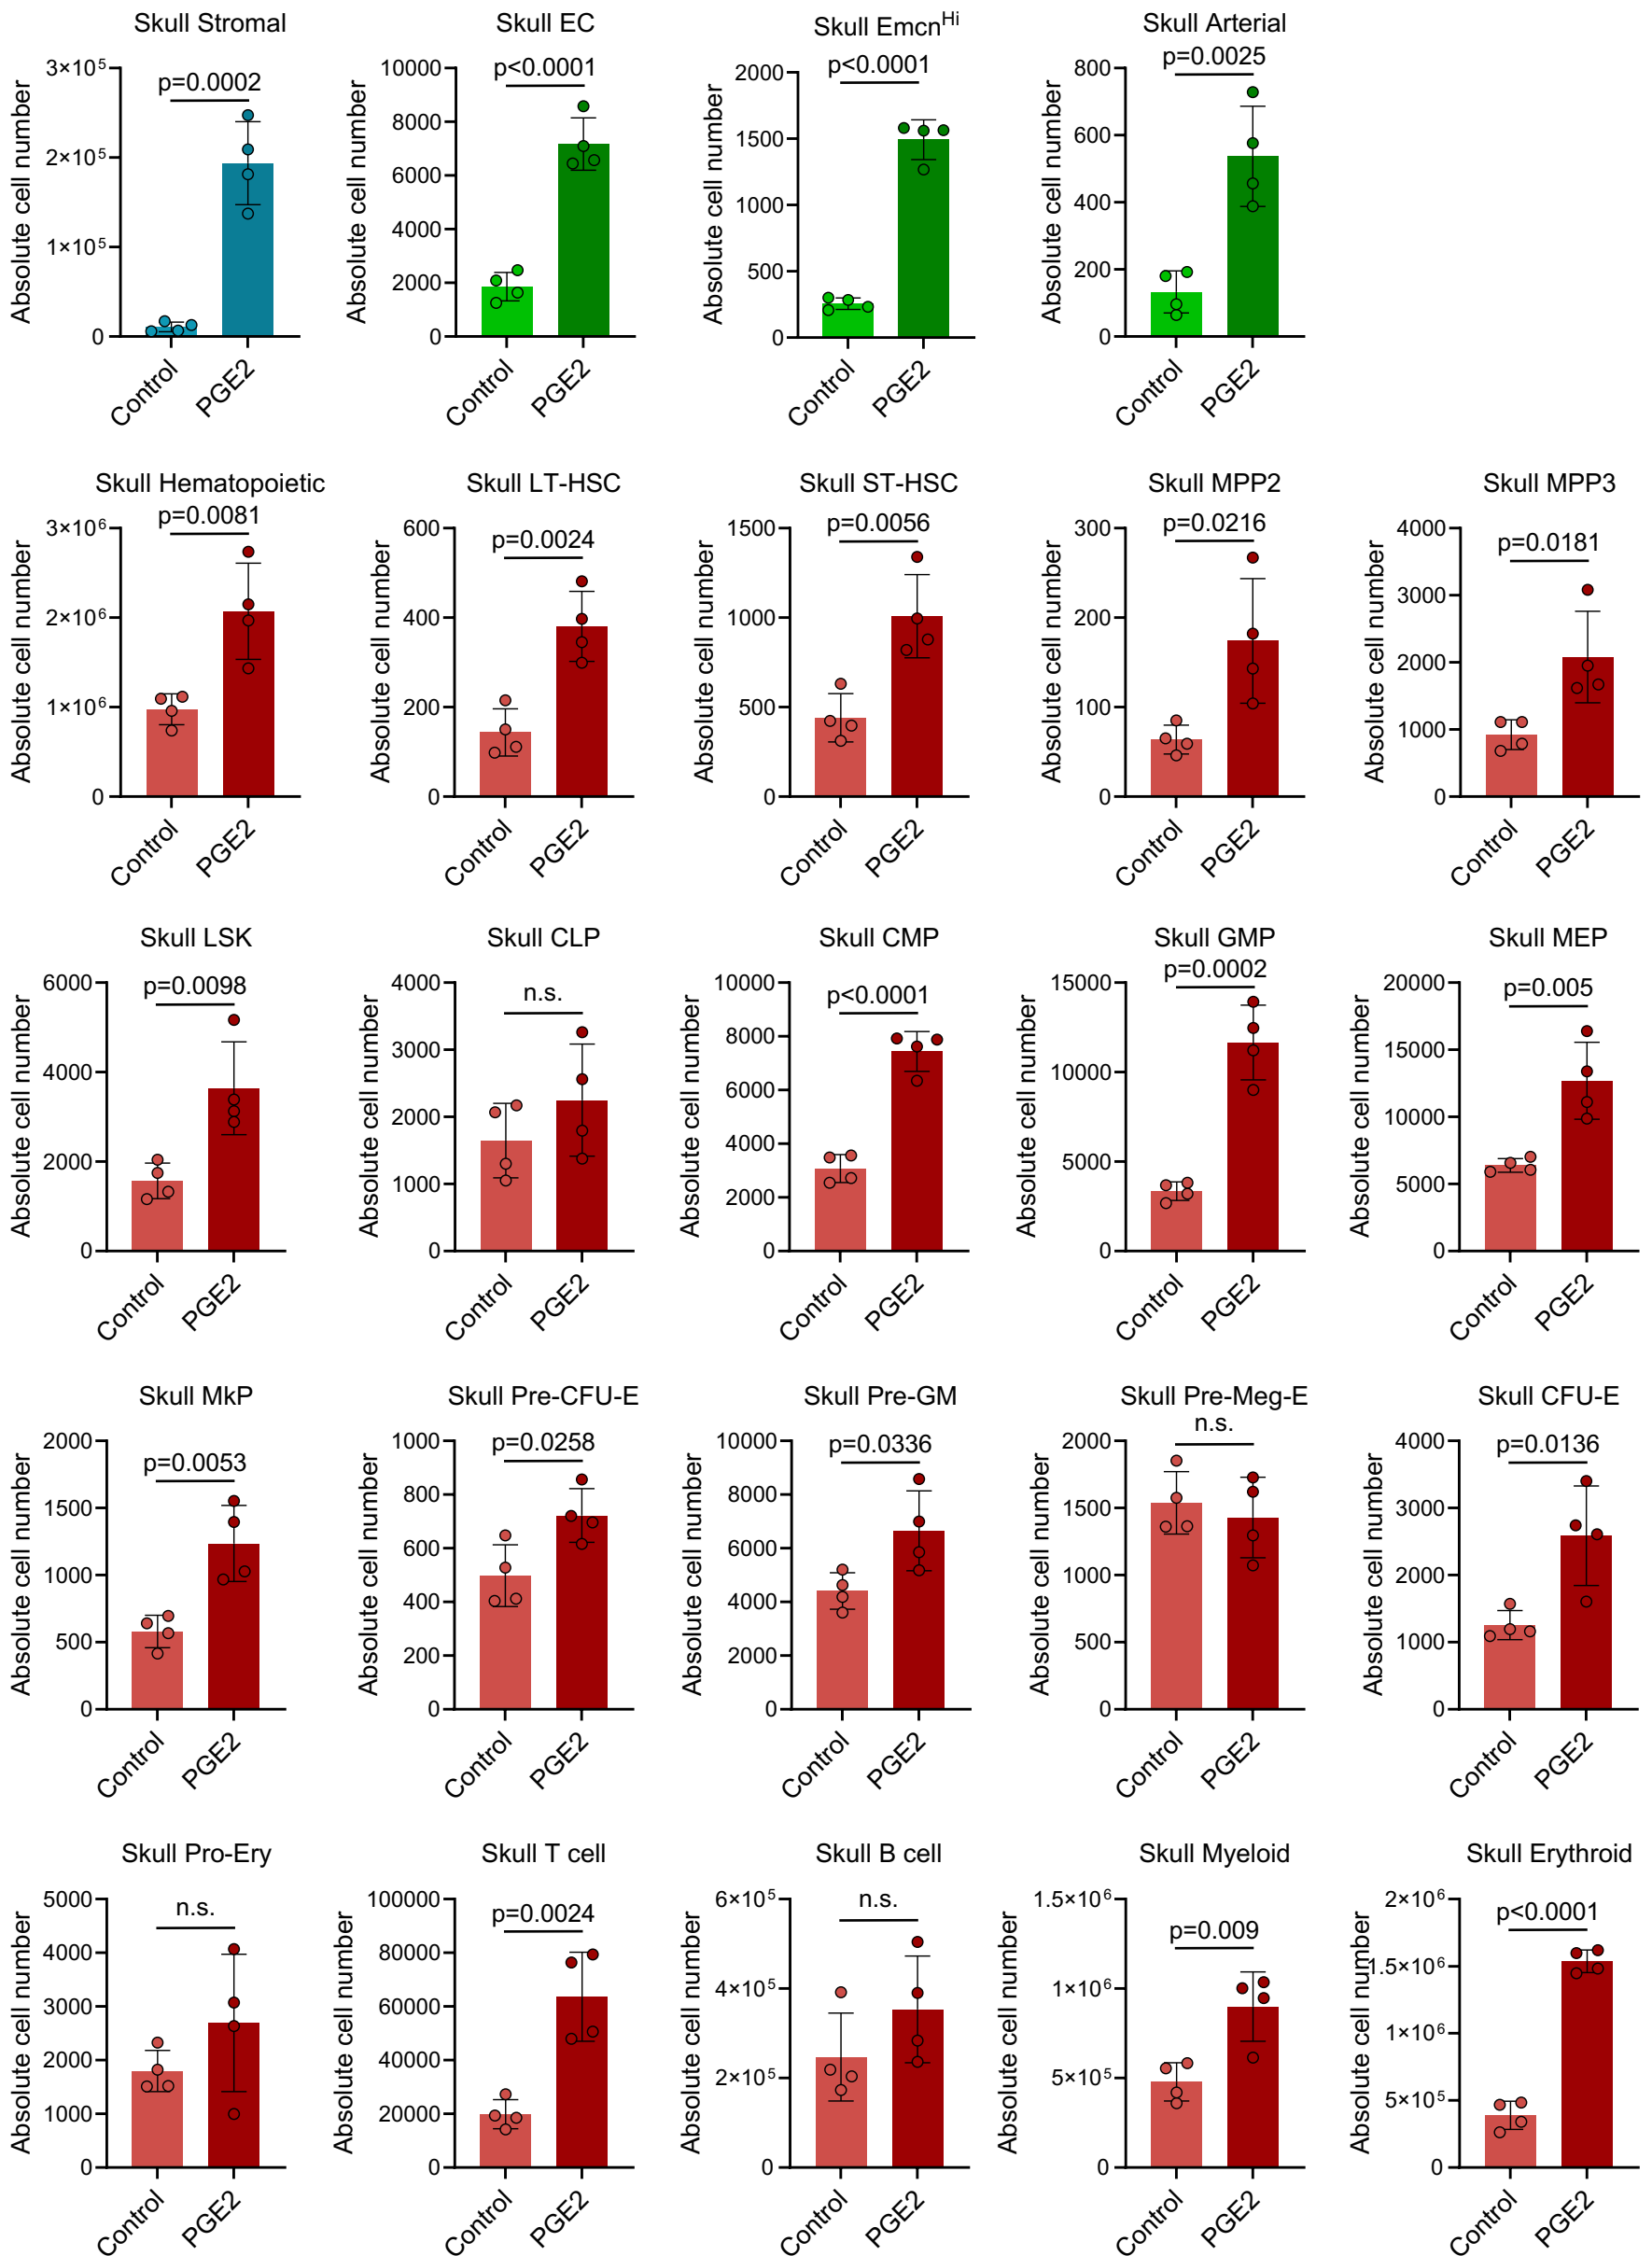 Skull Stromal
p=0.0002
Absolute cell number
3×10⁵
2×10⁵
1×10⁵
0
Control
PGE2
Skull EC
p<0.0001
Absolute cell number
10000
8000
6000
4000
2000
0
Control
PGE2
Skull Emcn^Hi
p<0.0001
Absolute cell number
2000
1500
1000
500
0
Control
PGE2
Skull Arterial
p=0.0025
Absolute cell number
800
600
400
200
0
Control
PGE2
Skull Hematopoietic
p=0.0081
Absolute cell number
3×10⁶
2×10⁶
1×10⁶
0
Control
PGE2
Skull LT-HSC
p=0.0024
Absolute cell number
600
400
200
0
Control
PGE2
Skull ST-HSC
p=0.0056
Absolute cell number
1500
1000
500
0
Control
PGE2
Skull MPP2
p=0.0216
Absolute cell number
300
200
100
0
Control
PGE2
Skull MPP3
p=0.0181
Absolute cell number
4000
3000
2000
1000
0
Control
PGE2
Skull LSK
p=0.0098
Absolute cell number
6000
4000
2000
0
Control
PGE2
Skull CLP
n.s.
Absolute cell number
4000
3000
2000
1000
0
Control
PGE2
Skull CMP
p<0.0001
Absolute cell number
10000
8000
6000
4000
2000
0
Control
PGE2
Skull GMP
p=0.0002
Absolute cell number
15000
10000
5000
0
Control
PGE2
Skull MEP
p=0.005
Absolute cell number
20000
15000
10000
5000
0
Control
PGE2
Skull MkP
p=0.0053
Absolute cell number
2000
1500
1000
500
0
Control
PGE2
Skull Pre-CFU-E
p=0.0258
Absolute cell number
1000
800
600
400
200
0
Control
PGE2
Skull Pre-GM
p=0.0336
Absolute cell number
10000
8000
6000
4000
2000
0
Control
PGE2
Skull Pre-Meg-E
n.s.
Absolute cell number
2000
1500
1000
500
0
Control
PGE2
Skull CFU-E
p=0.0136
Absolute cell number
4000
3000
2000
1000
0
Control
PGE2
Skull Pro-Ery
n.s.
Absolute cell number
5000
4000
3000
2000
1000
0
Control
PGE2
Skull T cell
p=0.0024
Absolute cell number
100000
80000
60000
40000
20000
0
Control
PGE2
Skull B cell
n.s.
Absolute cell number
6×10⁵
4×10⁵
2×10⁵
0
Control
PGE2
Skull Myeloid
p=0.009
Absolute cell number
1.5×10⁶
1×10⁶
5×10⁵
0
Control
PGE2
Skull Erythroid
p<0.0001
Absolute cell number
2×10⁶
1.5×10⁶
1×10⁶
5×10⁵
0
Control
PGE2